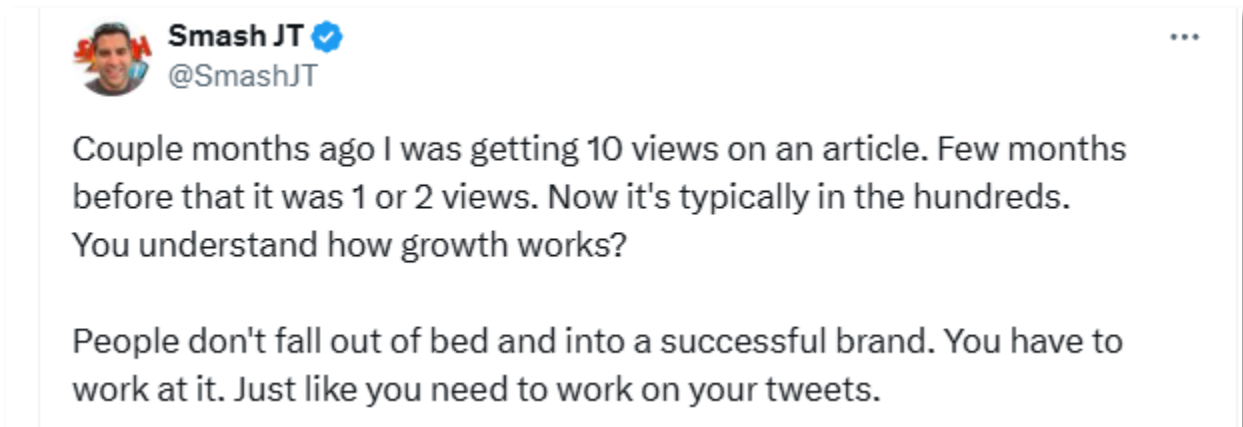 Smash JT
@SmashJT
Couple months ago I was getting 10 views on an article. Few months
before that it was 1 or 2 views. Now it's typically in the hundreds.
You understand how growth works?
People don't fall out of bed and into a successful brand. You have to
work at it. Just like you need to work on your tweets.